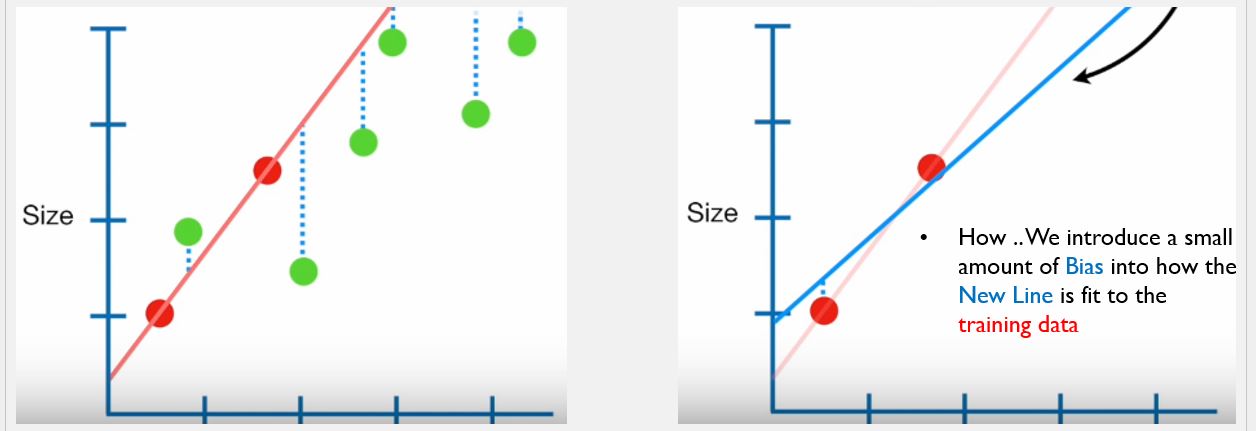 Size
Size
• How ..We introduce a small
amount of Bias into how the
New Line is fit to the
training data